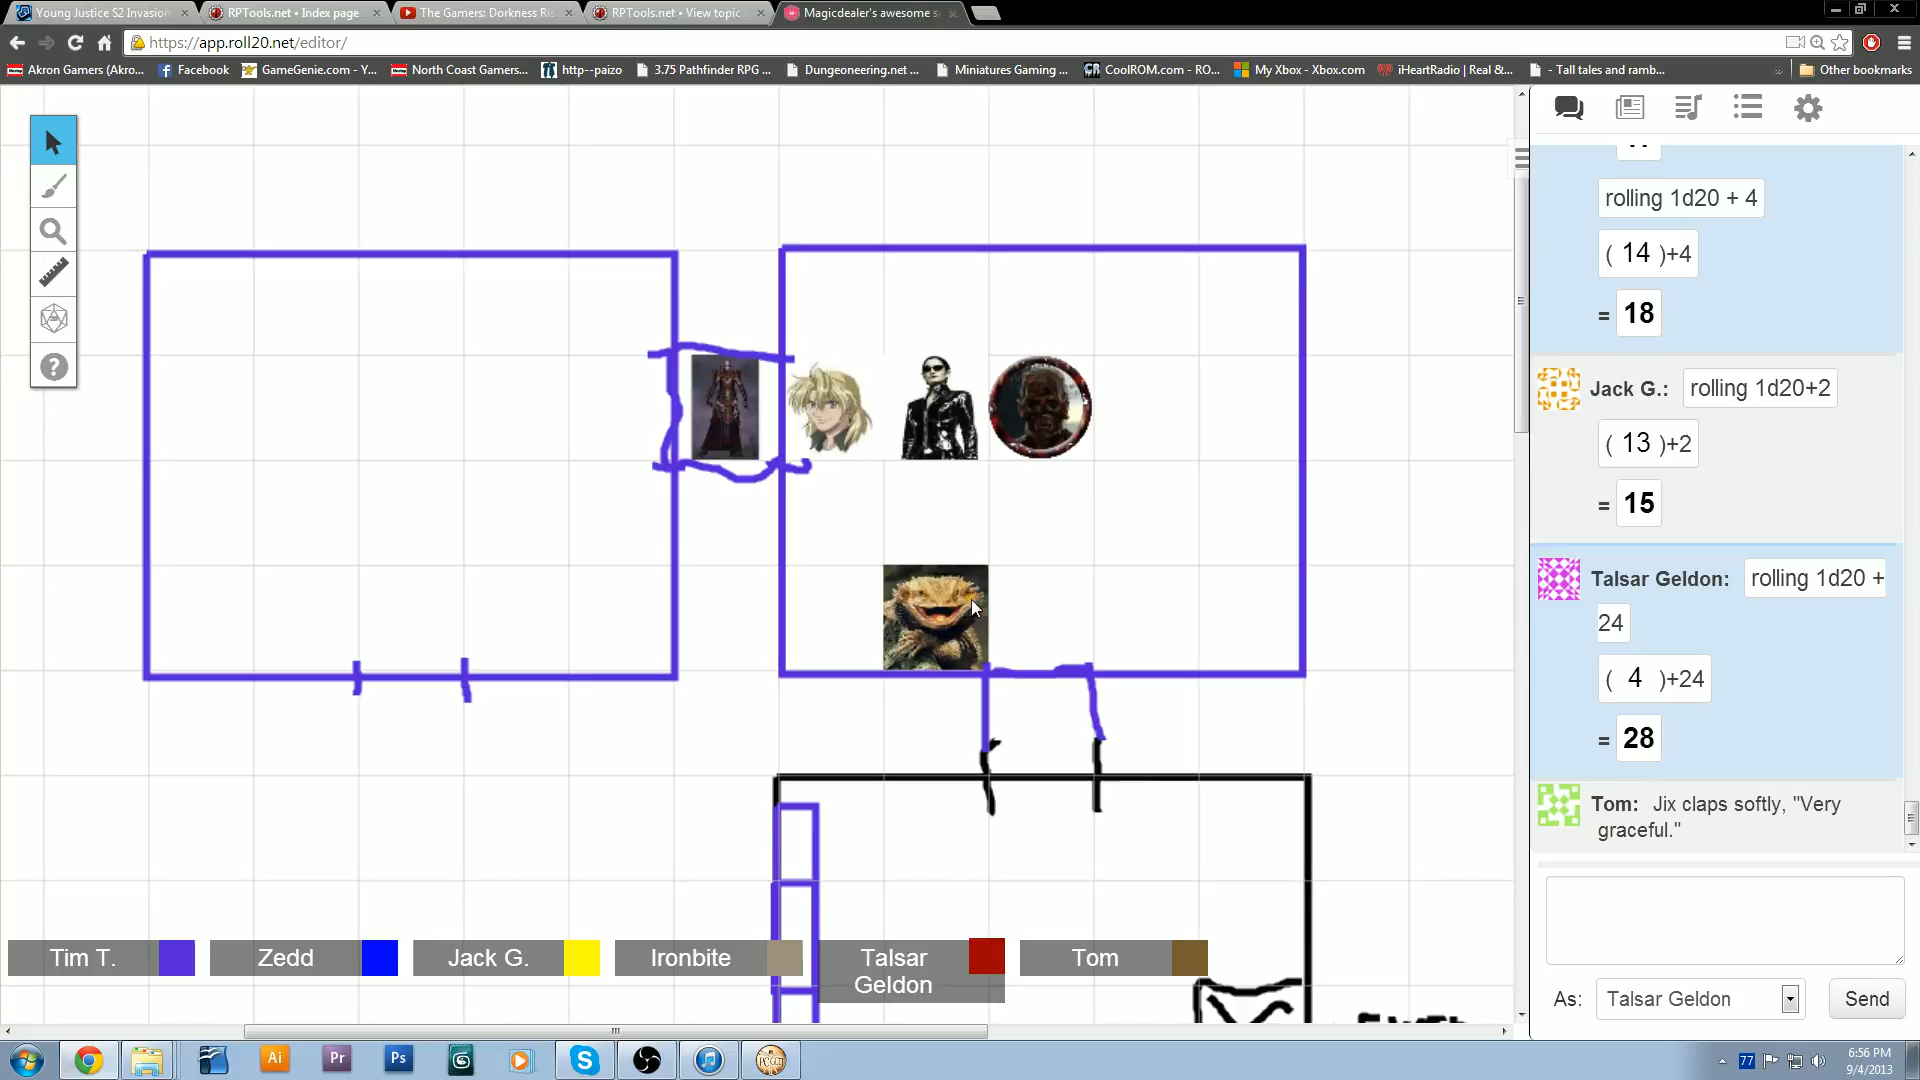 Young Justice S2 Invasion
RPTools.net • Index page
The Gamers: Dorkness Ris
RPTools.net • View topic
Magicdealer's awesome s
https://app.roll20.net/editor/
Akron Gamers (Akro...
Facebook
GameGenie.com - Y...
North Coast Gamers...
http--paizo
3.75 Pathfinder RPG ...
Dungeoneering.net ...
Miniatures Gaming ...
CoolROM.com - RO...
My Xbox - Xbox.com
iHeartRadio | Real &...
- Tall tales and ramb...
»
Other bookmarks
rolling 1d20 + 4
( 14 )+4
= 18
Jack G.: rolling 1d20+2
( 13 )+2
= 15
Talsar Geldon: rolling 1d20 +
24
( 4 )+24
= 28
Tom: Jix claps softly, "Very
graceful."
Tim T.
Zedd
Jack G.
Ironbite
Talsar
Geldon
Tom
As: Talsar Geldon
Send
Ai
Pr
Ps
77
6:56 PM
9/4/2013